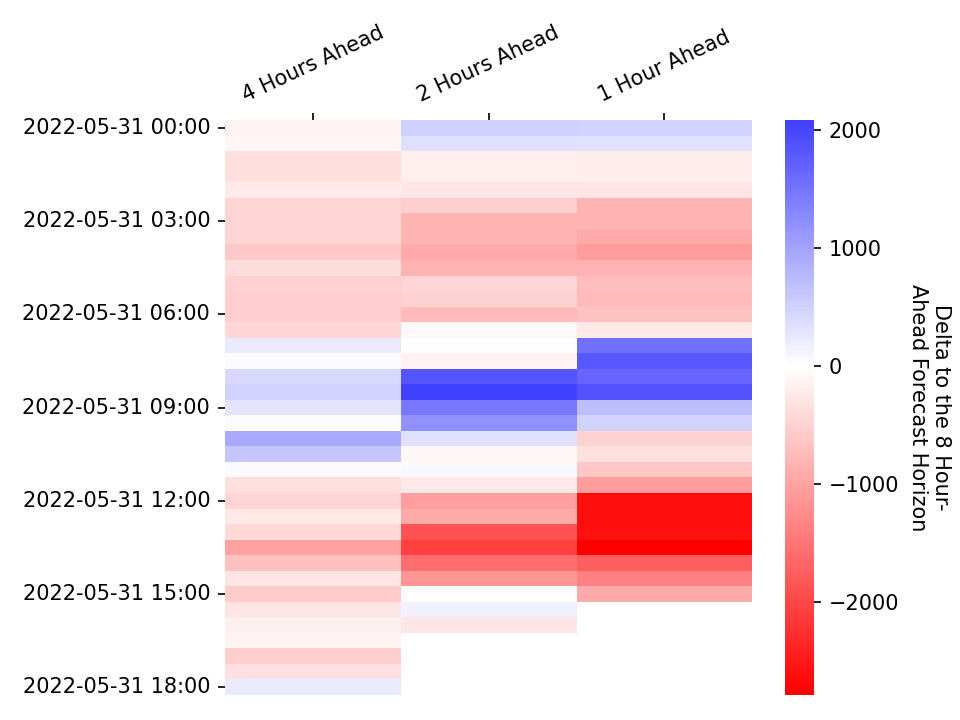 4 Hours Ahead
2 Hours Ahead
1 Hour Ahead
2022-05-31 00:00
2022-05-31 03:00
2022-05-31 06:00
2022-05-31 09:00
2022-05-31 12:00
2022-05-31 15:00
2022-05-31 18:00
2000
1000
0
−1000
−2000
Delta to the 8 Hour-
Ahead Forecast Horizon